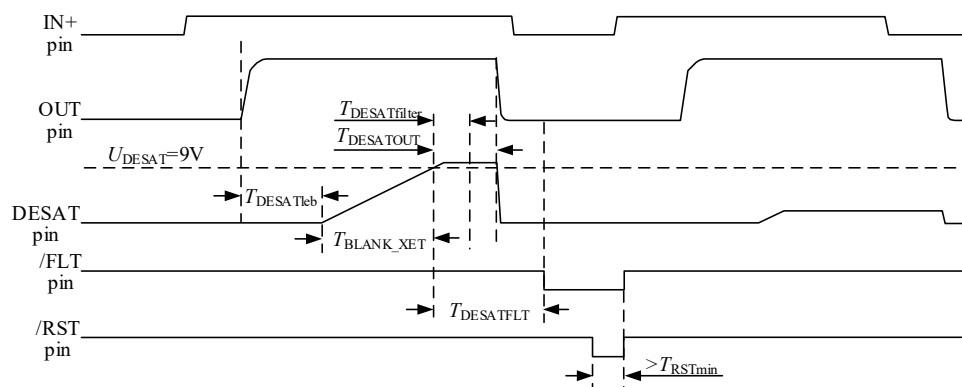 IN+
pin
OUT
pin
TDESATfilter
TDESATOUT
UDESAT=9V
TDESATleb
DESAT
pin
TBLANK_XET
/FLT
pin
TDESATFLT
/RST
pin
>TRSTmin